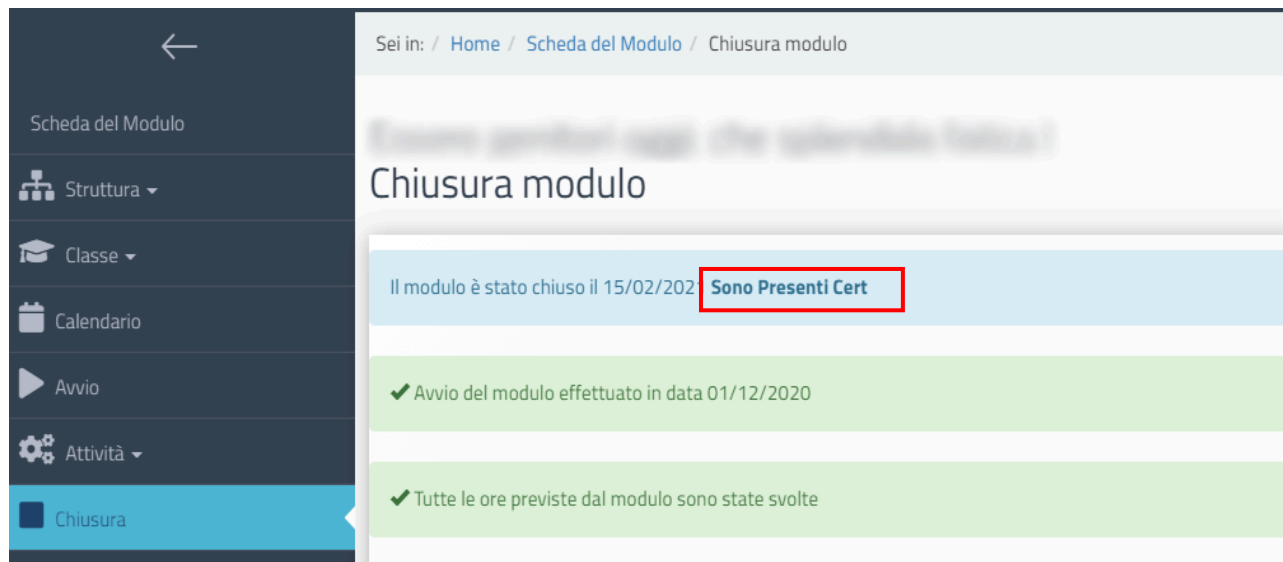 Sei in: / Home / Scheda del Modulo / Chiusura modulo
Scheda del Modulo
Struttura
Classe
Calendario
Avvio
Attività
Chiusura
Chiusura modulo
Il modulo è stato chiuso il 15/02/2021 Sono Presenti Cert
Avvio del modulo effettuato in data 01/12/2020
Tutte le ore previste dal modulo sono state svolte